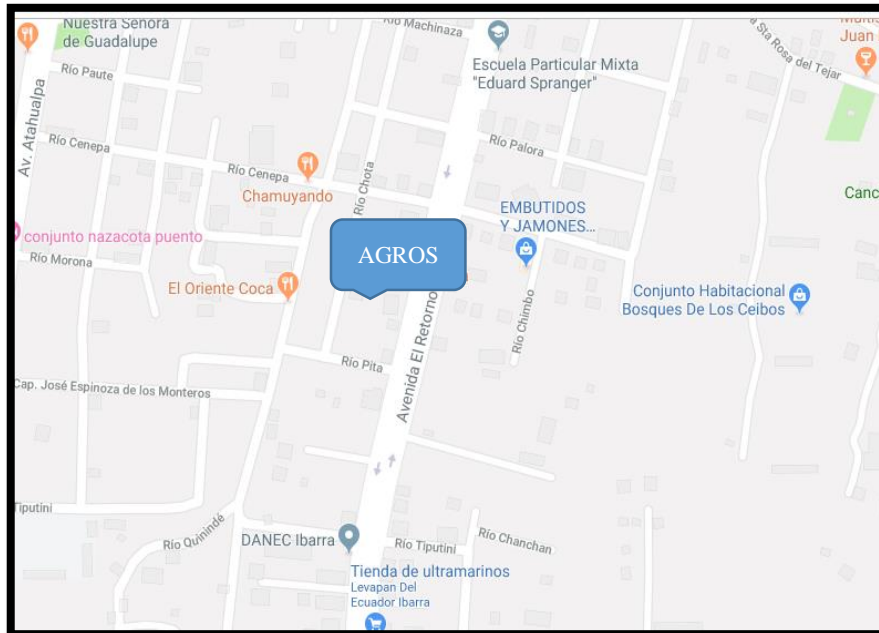 Nuestra Señora
de Guadalupe
Río Machinaza
Escuela Particular Mixta
"Eduard Spranger"
Sta Rosa del Tejar
Juan
Río Paute
Av. Atahualpa
Río Cenepa
Río Cenepa
Chamuyando
Río Chota
Río Palora
EMBUTIDOS
Y JAMONES...
Canc
conjunto nazacota puento
Río Morona
AGROS
El Oriente Coca
Conjunto Habitacional
Bosques De Los Ceibos
Río Chimbo
Avenida El Retorno
Río Pita
Cap. José Espinoza de los Monteros
Tiputini
Río Quinindé
DANEC Ibarra
Río Tiputini
Río Chanchan
Tienda de ultramarinos
Levapan Del
Ecuador Ibarra